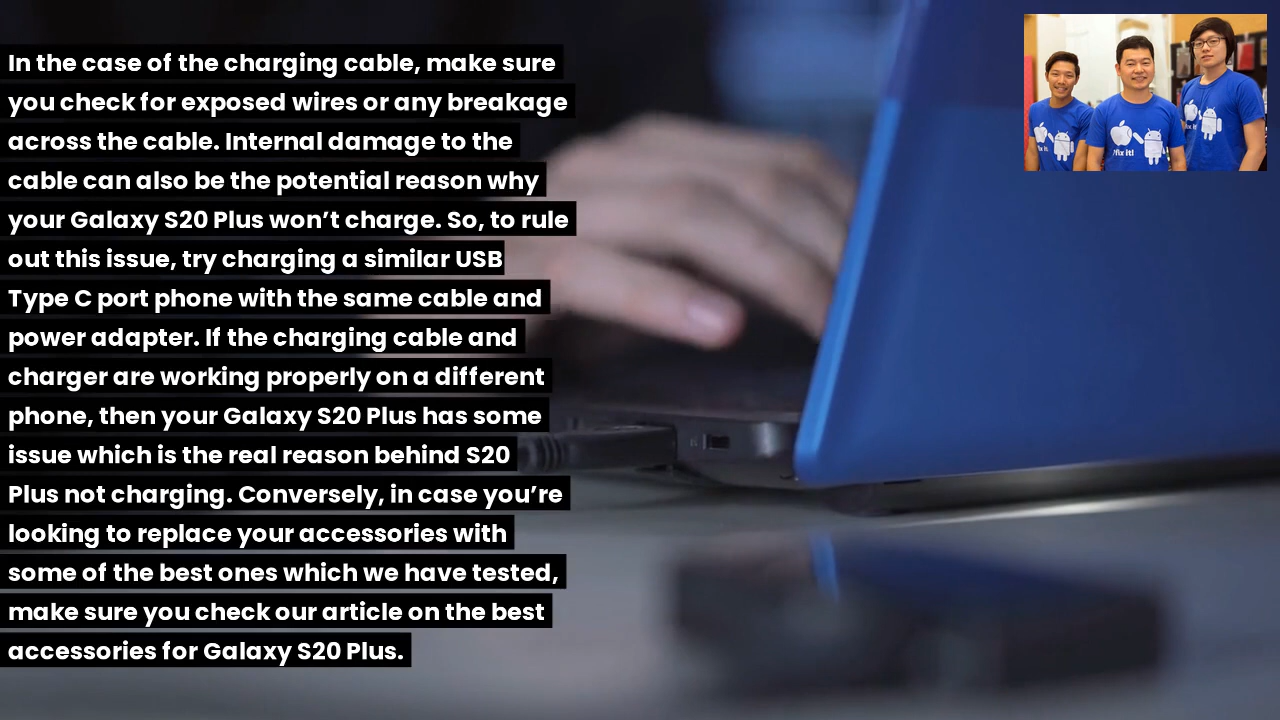 In the case of the charging cable, make sure
you check for exposed wires or any breakage
across the cable. Internal damage to the
cable can also be the potential reason why
your Galaxy S20 Plus won’t charge. So, to rule
out this issue, try charging a similar USB
Type C port phone with the same cable and
power adapter. If the charging cable and
charger are working properly on a different
phone, then your Galaxy S20 Plus has some
issue which is the real reason behind S20
Plus not charging. Conversely, in case you’re
looking to replace your accessories with
some of the best ones which we have tested,
make sure you check our article on the best
accessories for Galaxy S20 Plus.
fix it
fix it!